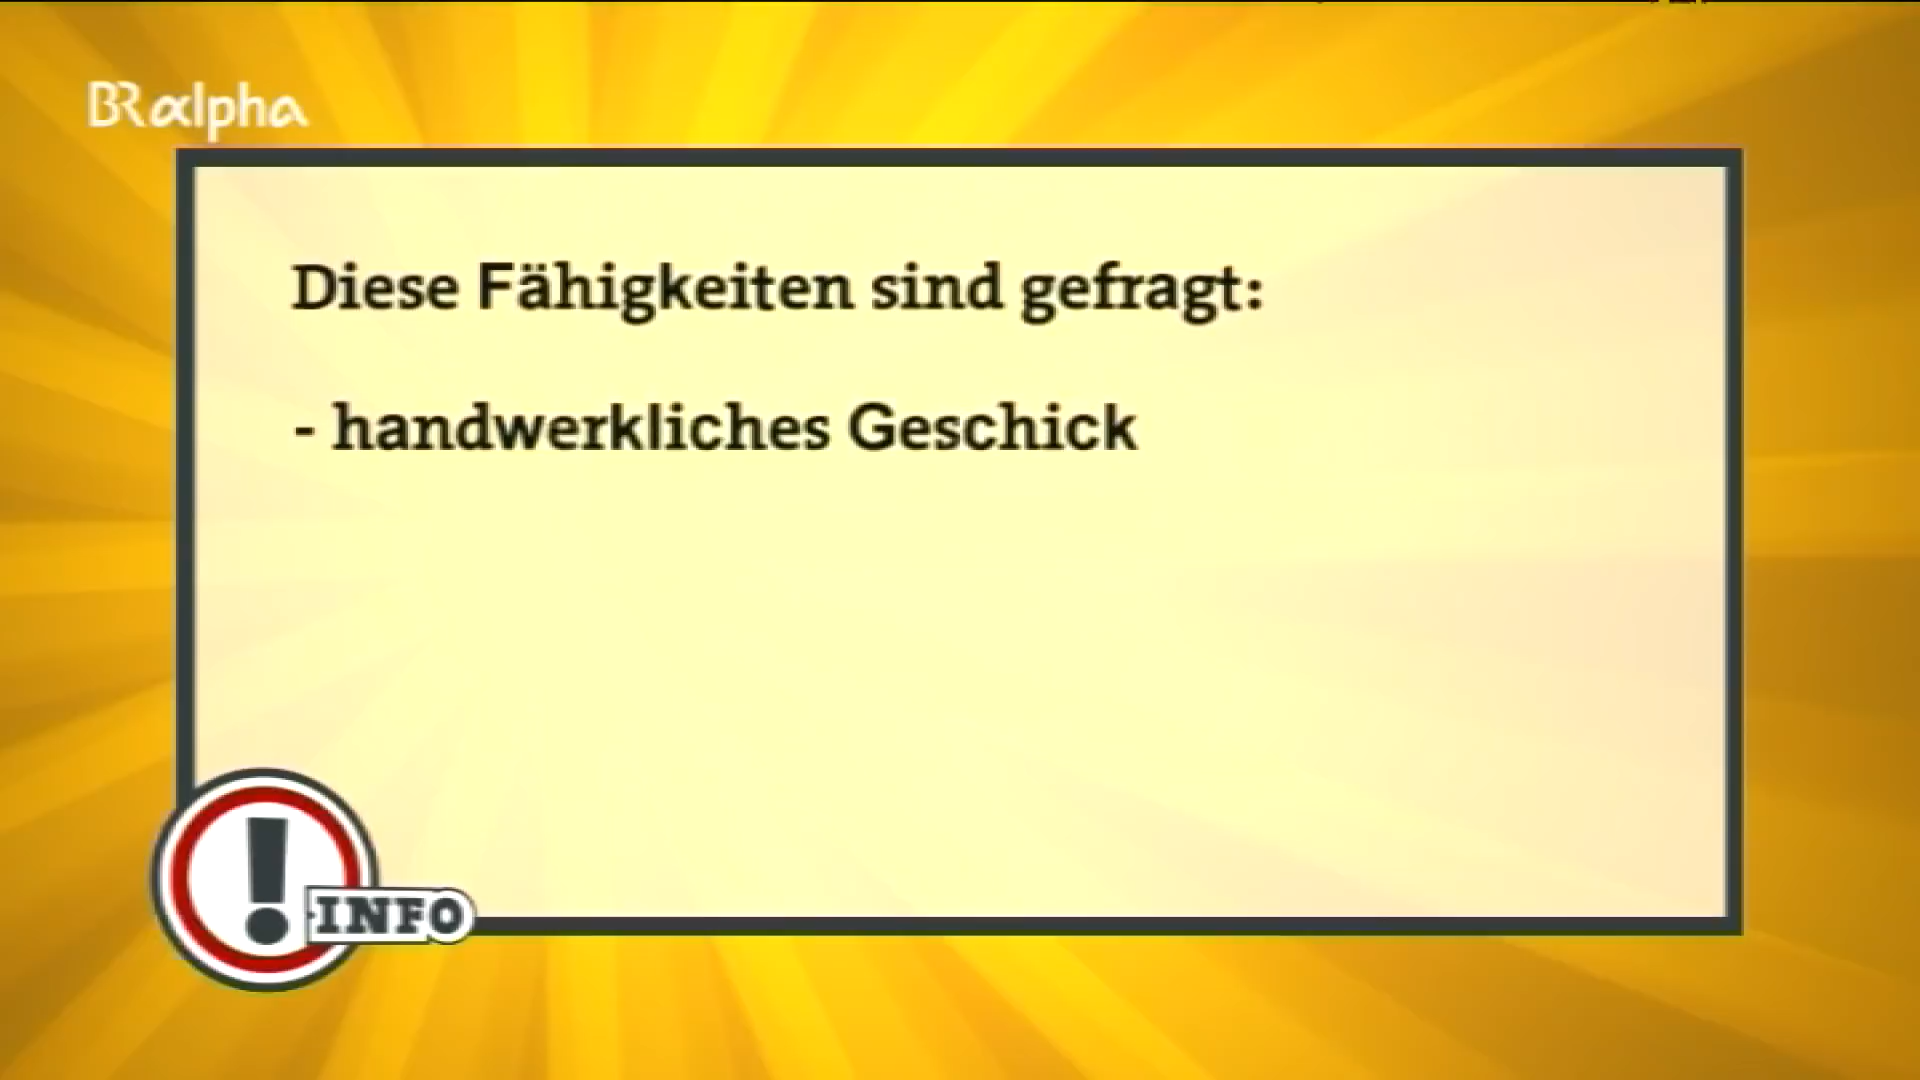 BRalpha
Diese Fähigkeiten sind gefragt:
- handwerkliches Geschick
!
INFO